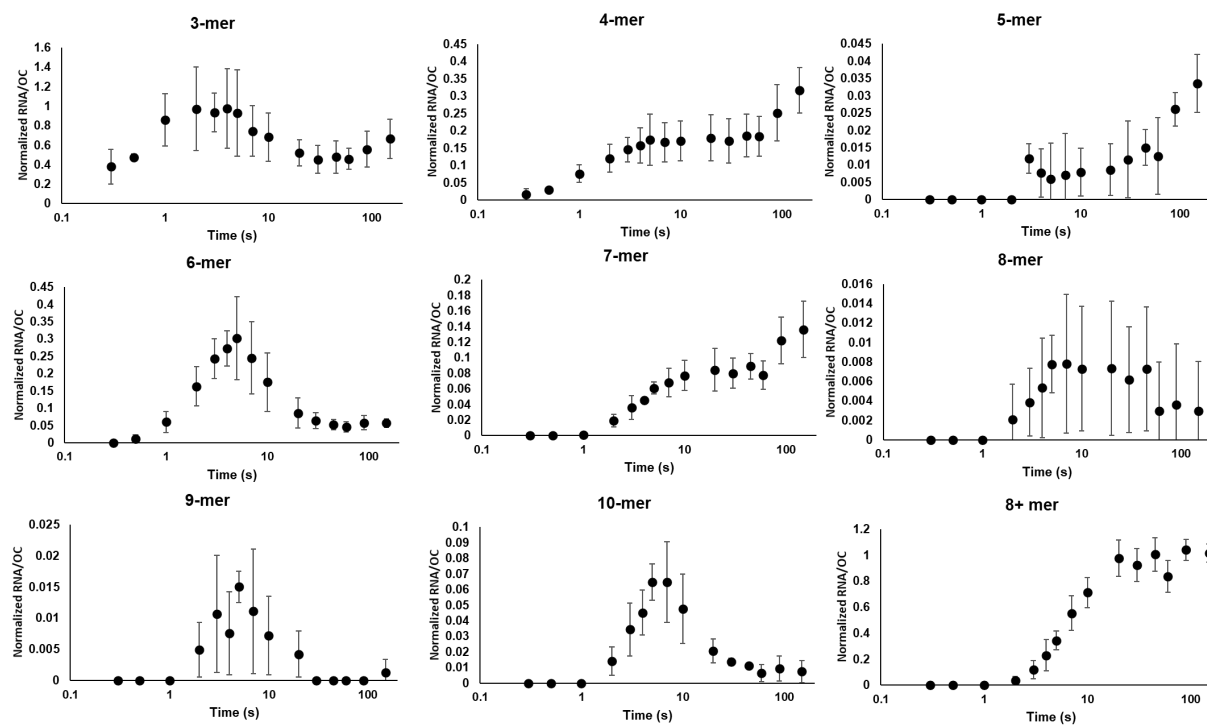 3-mer
Normalized RNA/OC
1.6
1.4
1.2
1
0.8
0.6
0.4
0.2
0
0.1 1 10 100
Time (s)
4-mer
Normalized RNA/OC
0.45
0.4
0.35
0.3
0.25
0.2
0.15
0.1
0.05
0
0.1 1 10 100
Time (s)
5-mer
Normalized RNA/OC
0.045
0.04
0.035
0.03
0.025
0.02
0.015
0.01
0.005
0
0.1 1 10 100
Time (s)
6-mer
Normalized RNA/OC
0.45
0.4
0.35
0.3
0.25
0.2
0.15
0.1
0.05
0
0.1 1 10 100
Time (s)
7-mer
Normalized RNA/OC
0.2
0.18
0.16
0.14
0.12
0.1
0.08
0.06
0.04
0.02
0
0.1 1 10 100
Time (s)
8-mer
Normalized RNA/OC
0.016
0.014
0.012
0.01
0.008
0.006
0.004
0.002
0
0.1 1 10 100
Time (s)
9-mer
Normalized RNA/OC
0.025
0.02
0.015
0.01
0.005
0
0.1 1 10 100
Time (s)
10-mer
Normalized RNA/OC
0.1
0.09
0.08
0.07
0.06
0.05
0.04
0.03
0.02
0.01
0
0.1 1 10 100
Time (s)
8+ mer
Normalized RNA/OC
1.2
1
0.8
0.6
0.4
0.2
0
0.1 1 10 100
Time (s)